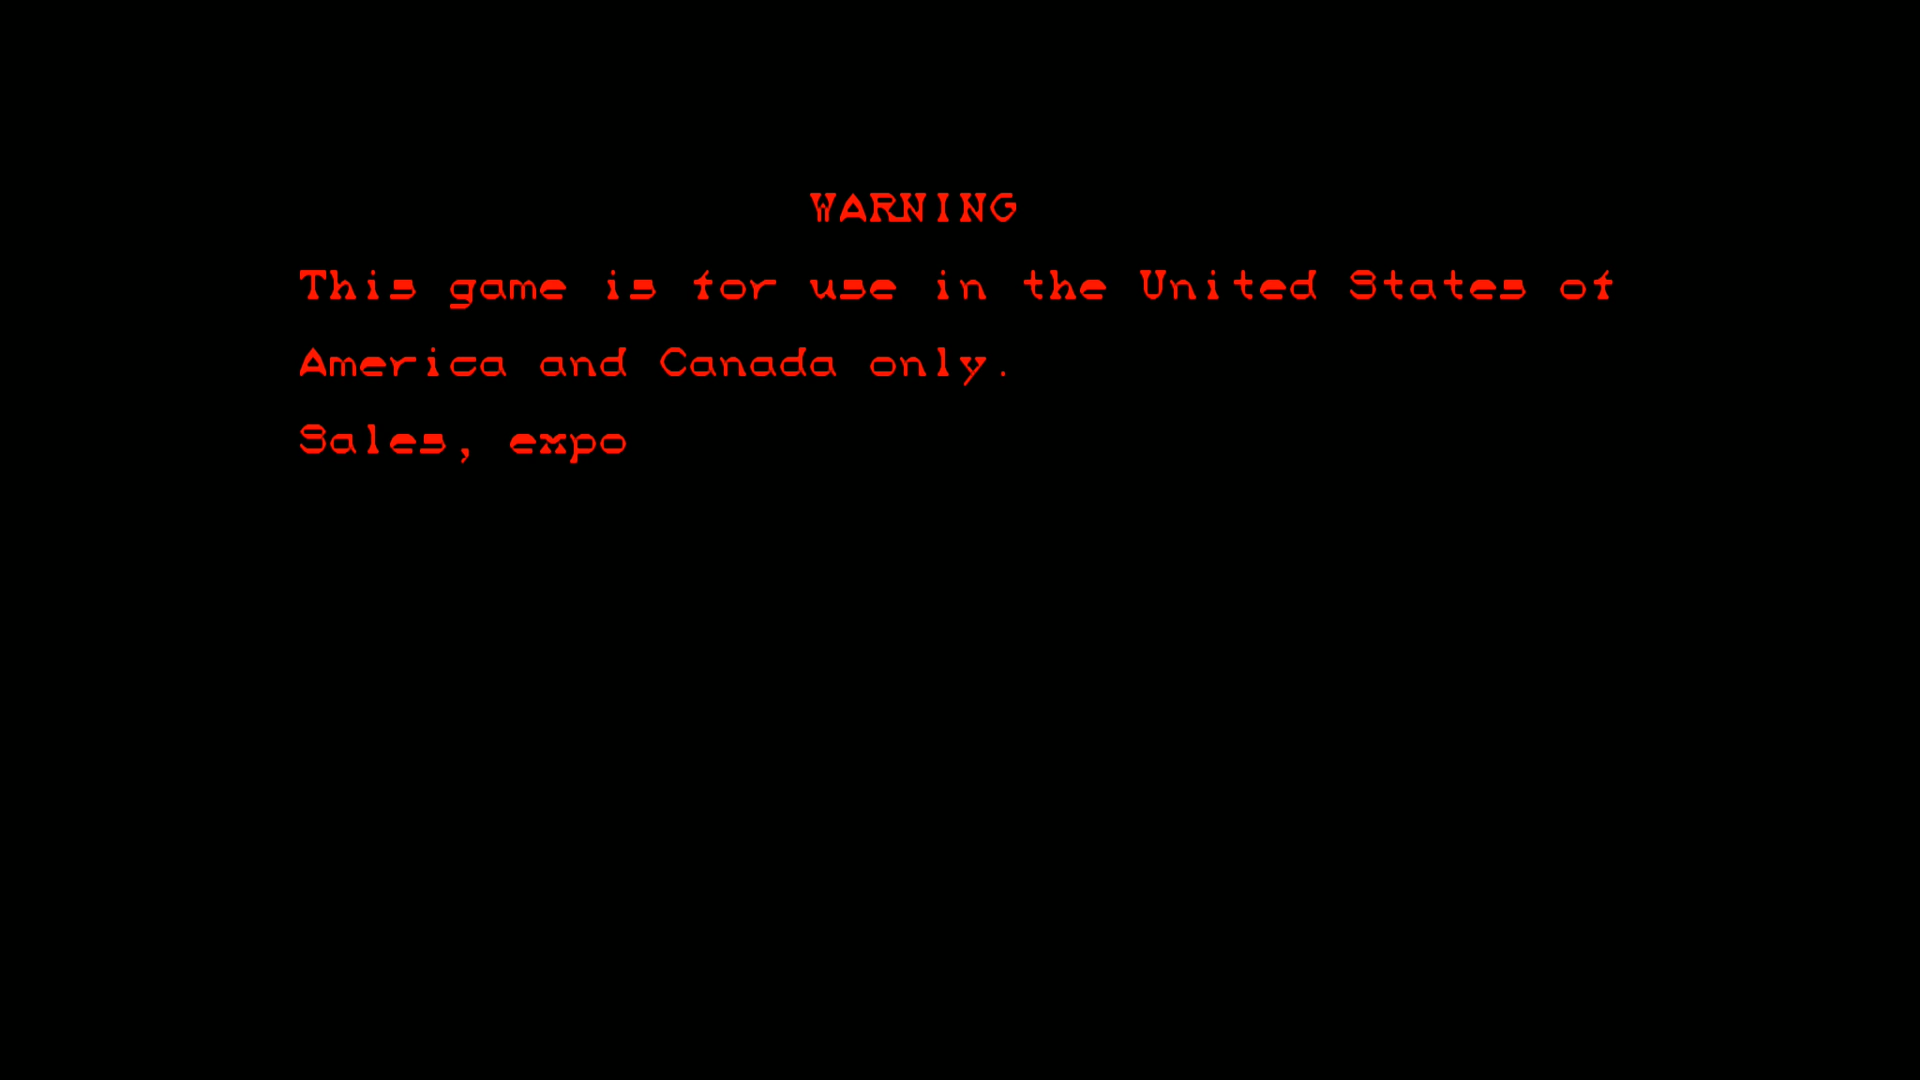 WARNING
This game is for use in the United States of
America and Canada only.
Sales, expo